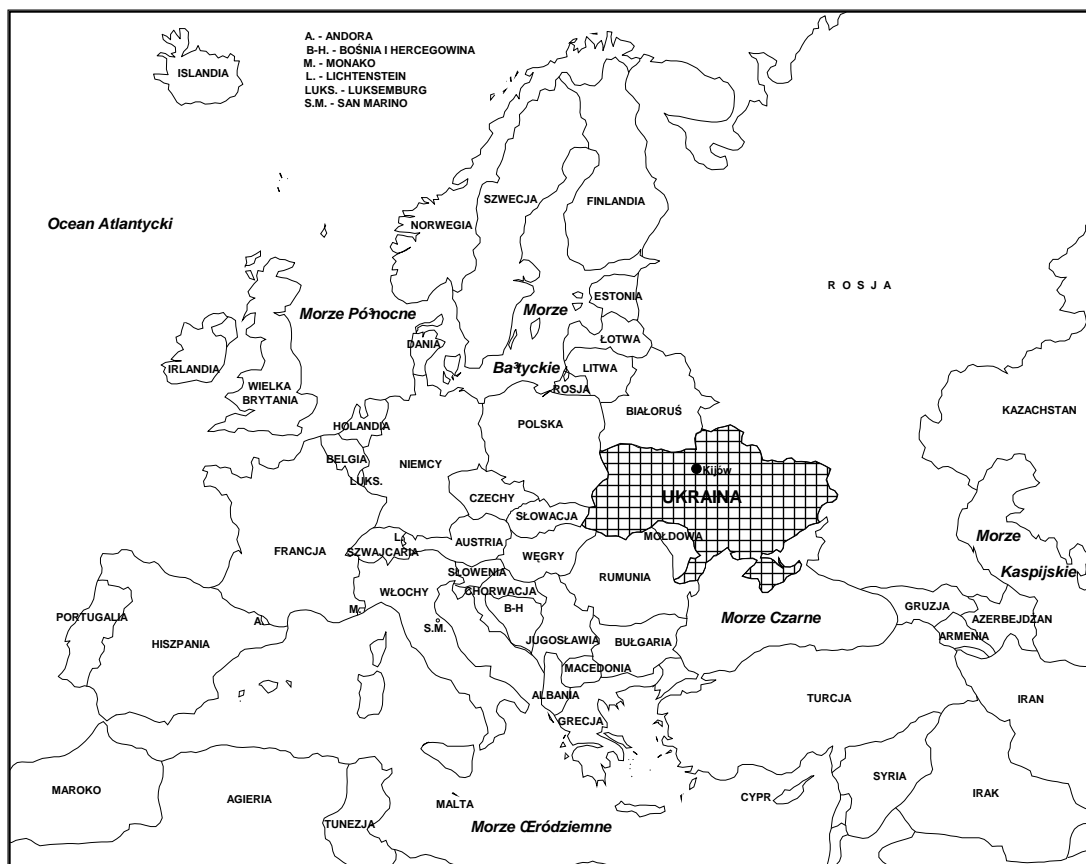 A. - ANDORA
B-H. - BOŚNIA I HERCEGOWINA
M. - MONAKO
L. - LICHTENSTEIN
LUKS. - LUKSEMBURG
S.M. - SAN MARINO
ISLANDIA
SZWECJA
FINLANDIA
NORWEGIA
Ocean Atlantycki
ROSJA
ESTONIA
Morze Pó³nocne
Morze
ŁOTWA
DANIA
IRLANDIA
Ba³tyckie
LITWA
ROSJA
WIELKA
BRYTANIA
BIAŁORUŚ
KAZACHSTAN
HOLANDIA
POLSKA
BELGIA
NIEMCY
Kijów
LUKS.
CZECHY
UKRAINA
SŁOWACJA
L.
MOŁDOWA
Morze
FRANCJA
SZWAJCARIA
AUSTRIA
WĘGRY
Kaspijskie
SŁOWENIA
RUMUNIA
WŁOCHY
CHORWACJA
M.
B-H
GRUZJA
PORTUGALIA
A.
AZERBEJDŻAN
Morze Czarne
S.M.
ARMENIA
HISZPANIA
JUGOSŁAWIA
BUŁGARIA
MACEDONIA
ALBANIA
TURCJA
IRAN
GRECJA
SYRIA
MAROKO
AGIERIA
MALTA
CYPR
IRAK
TUNEZJA
Morze Œródziemne